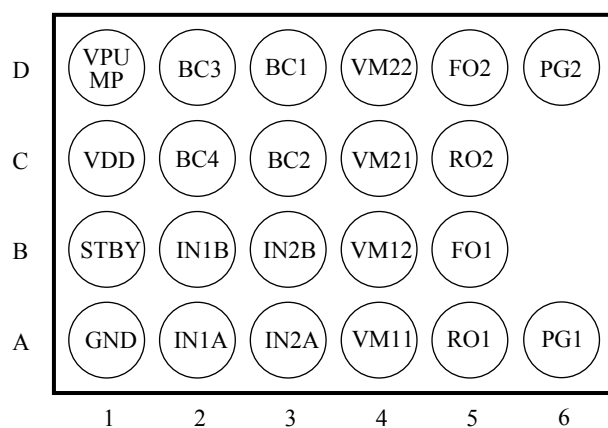 D VPU MP BC3 BC1 VM22 FO2 PG2
C VDD BC4 BC2 VM21 RO2
B STBY IN1B IN2B VM12 FO1
A GND IN1A IN2A VM11 RO1 PG1
1 2 3 4 5 6